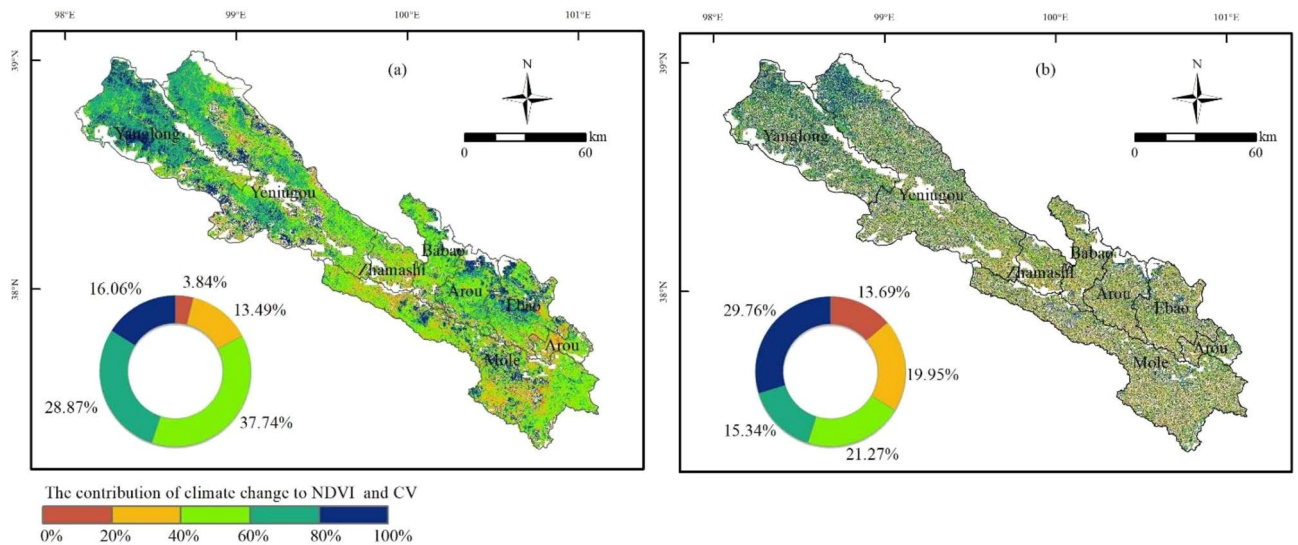 98°E 99°E 100°E 101°E
39°N
38°N
(a)
N
km
0 60
Yanglong
Yeniugou
Babao
Zhamashi
Arou
Ebao
Arou
Mole
16.06%
3.84%
13.49%
28.87%
37.74%
98°E 99°E 100°E 101°E
39°N
38°N
(b)
N
km
0 60
Yanglong
Yeniugou
Babao
Zhamashi
Arou
Ebao
Arou
Mole
29.76%
13.69%
19.95%
15.34%
21.27%
The contribution of climate change to NDVI and CV
0% 20% 40% 60% 80% 100%